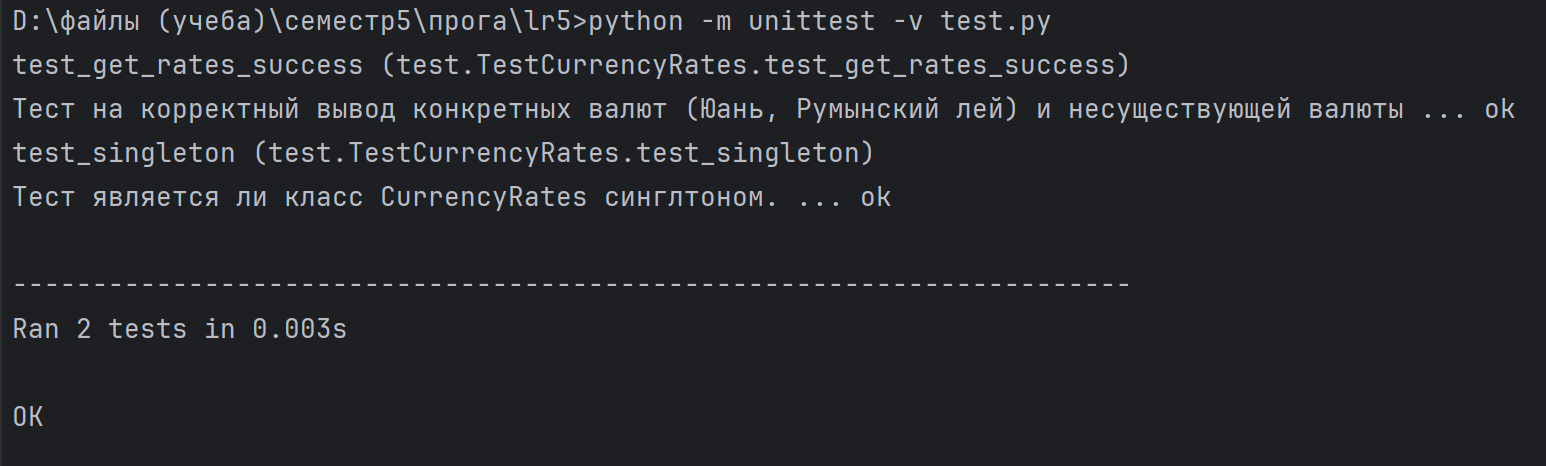 D:\файлы (учеба)\семестр5\прога\lr5>python -m unittest -v test.py
test_get_rates_success (test.TestCurrencyRates.test_get_rates_success)
Тест на корректный вывод конкретных валют (Юань, Румынский лей) и несуществующей валюты ... ok
test_singleton (test.TestCurrencyRates.test_singleton)
Тест является ли класс CurrencyRates синглтоном. ... ok
----------------------------------------------------------------------
Ran 2 tests in 0.003s
OK